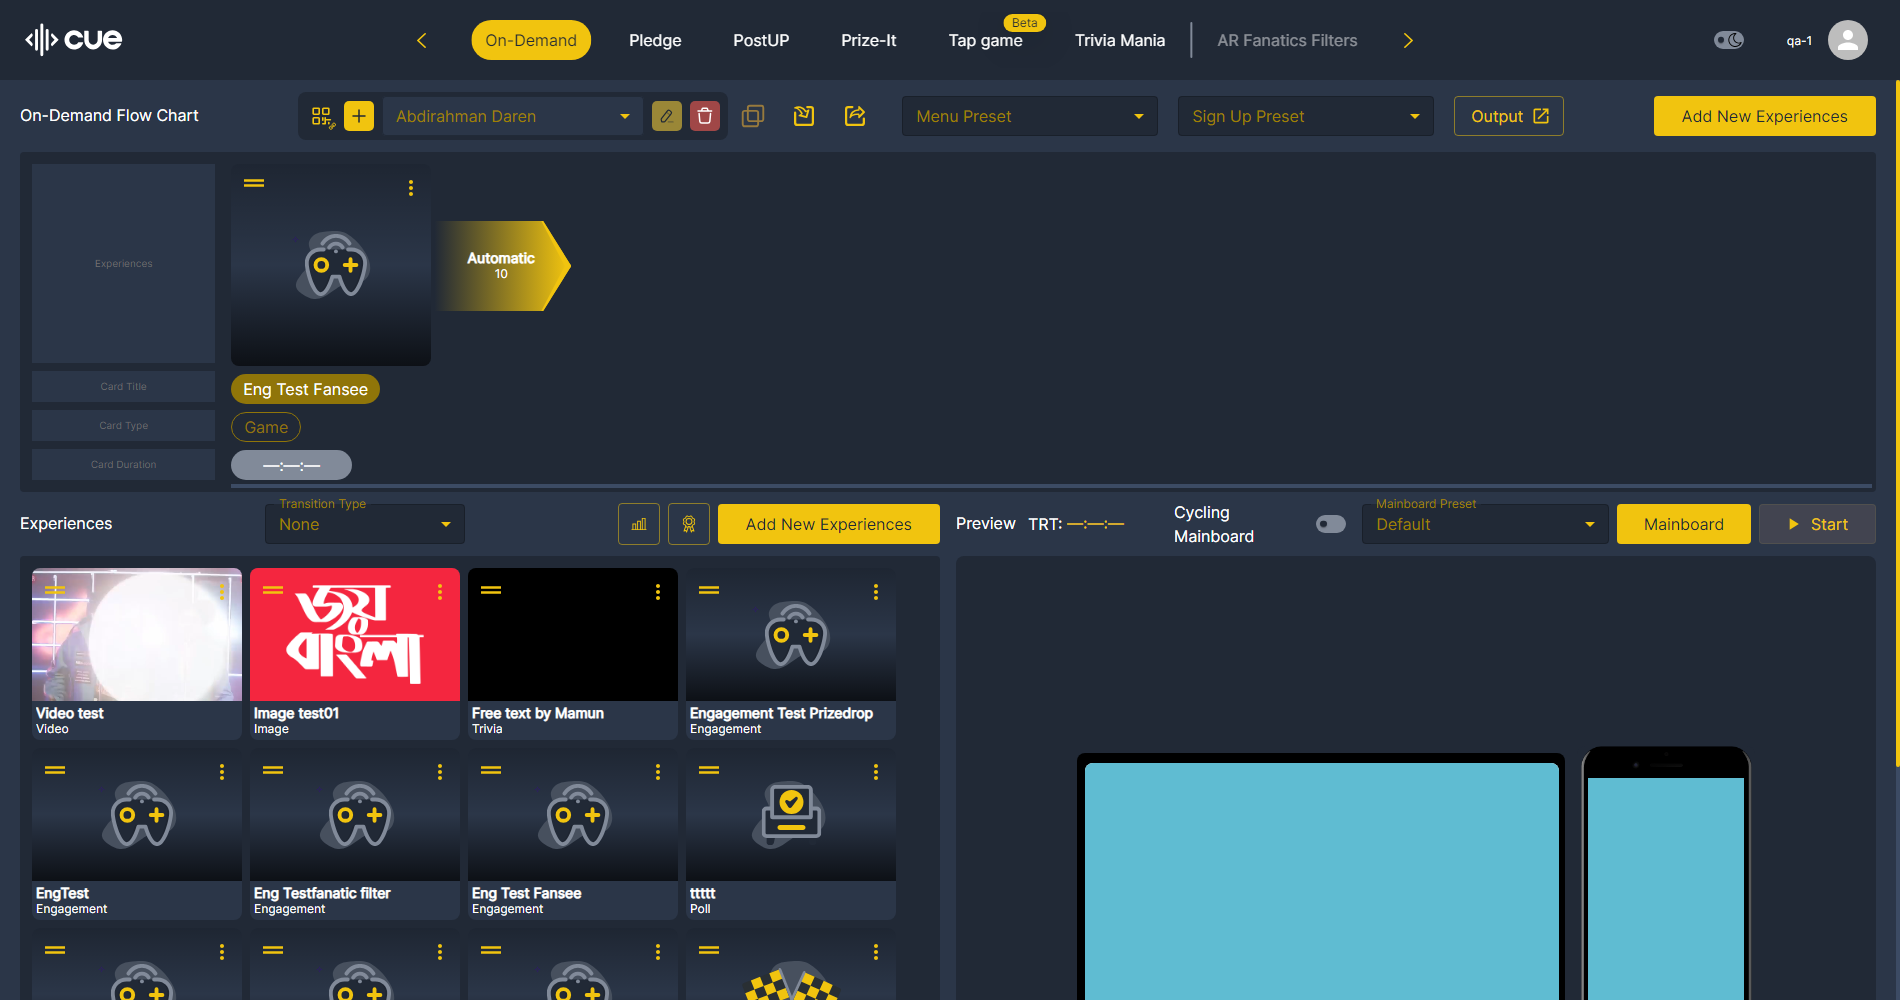 cue
On-Demand
Pledge
PostUP
Prize-It
Beta
Tap game
Trivia Mania
AR Fanatics Filters
qa-1
On-Demand Flow Chart
Abdirahman Daren
Menu Preset
Sign Up Preset
Output
Add New Experiences
Experiences
Automatic
10
Card Title
Eng Test Fansee
Card Type
Game
Card Duration
—:—:—
Experiences
Transition Type
None
Add New Experiences
Preview
TRT: —:—:—
Cycling
Mainboard
Mainboard Preset
Default
Mainboard
Start
জয়
বাংলা
Video test
Video
Image test01
Image
Free text by Mamun
Trivia
Engagement Test Prizedrop
Engagement
EngTest
Engagement
Eng Testfanatic filter
Engagement
Eng Test Fansee
Engagement
ttttt
Poll